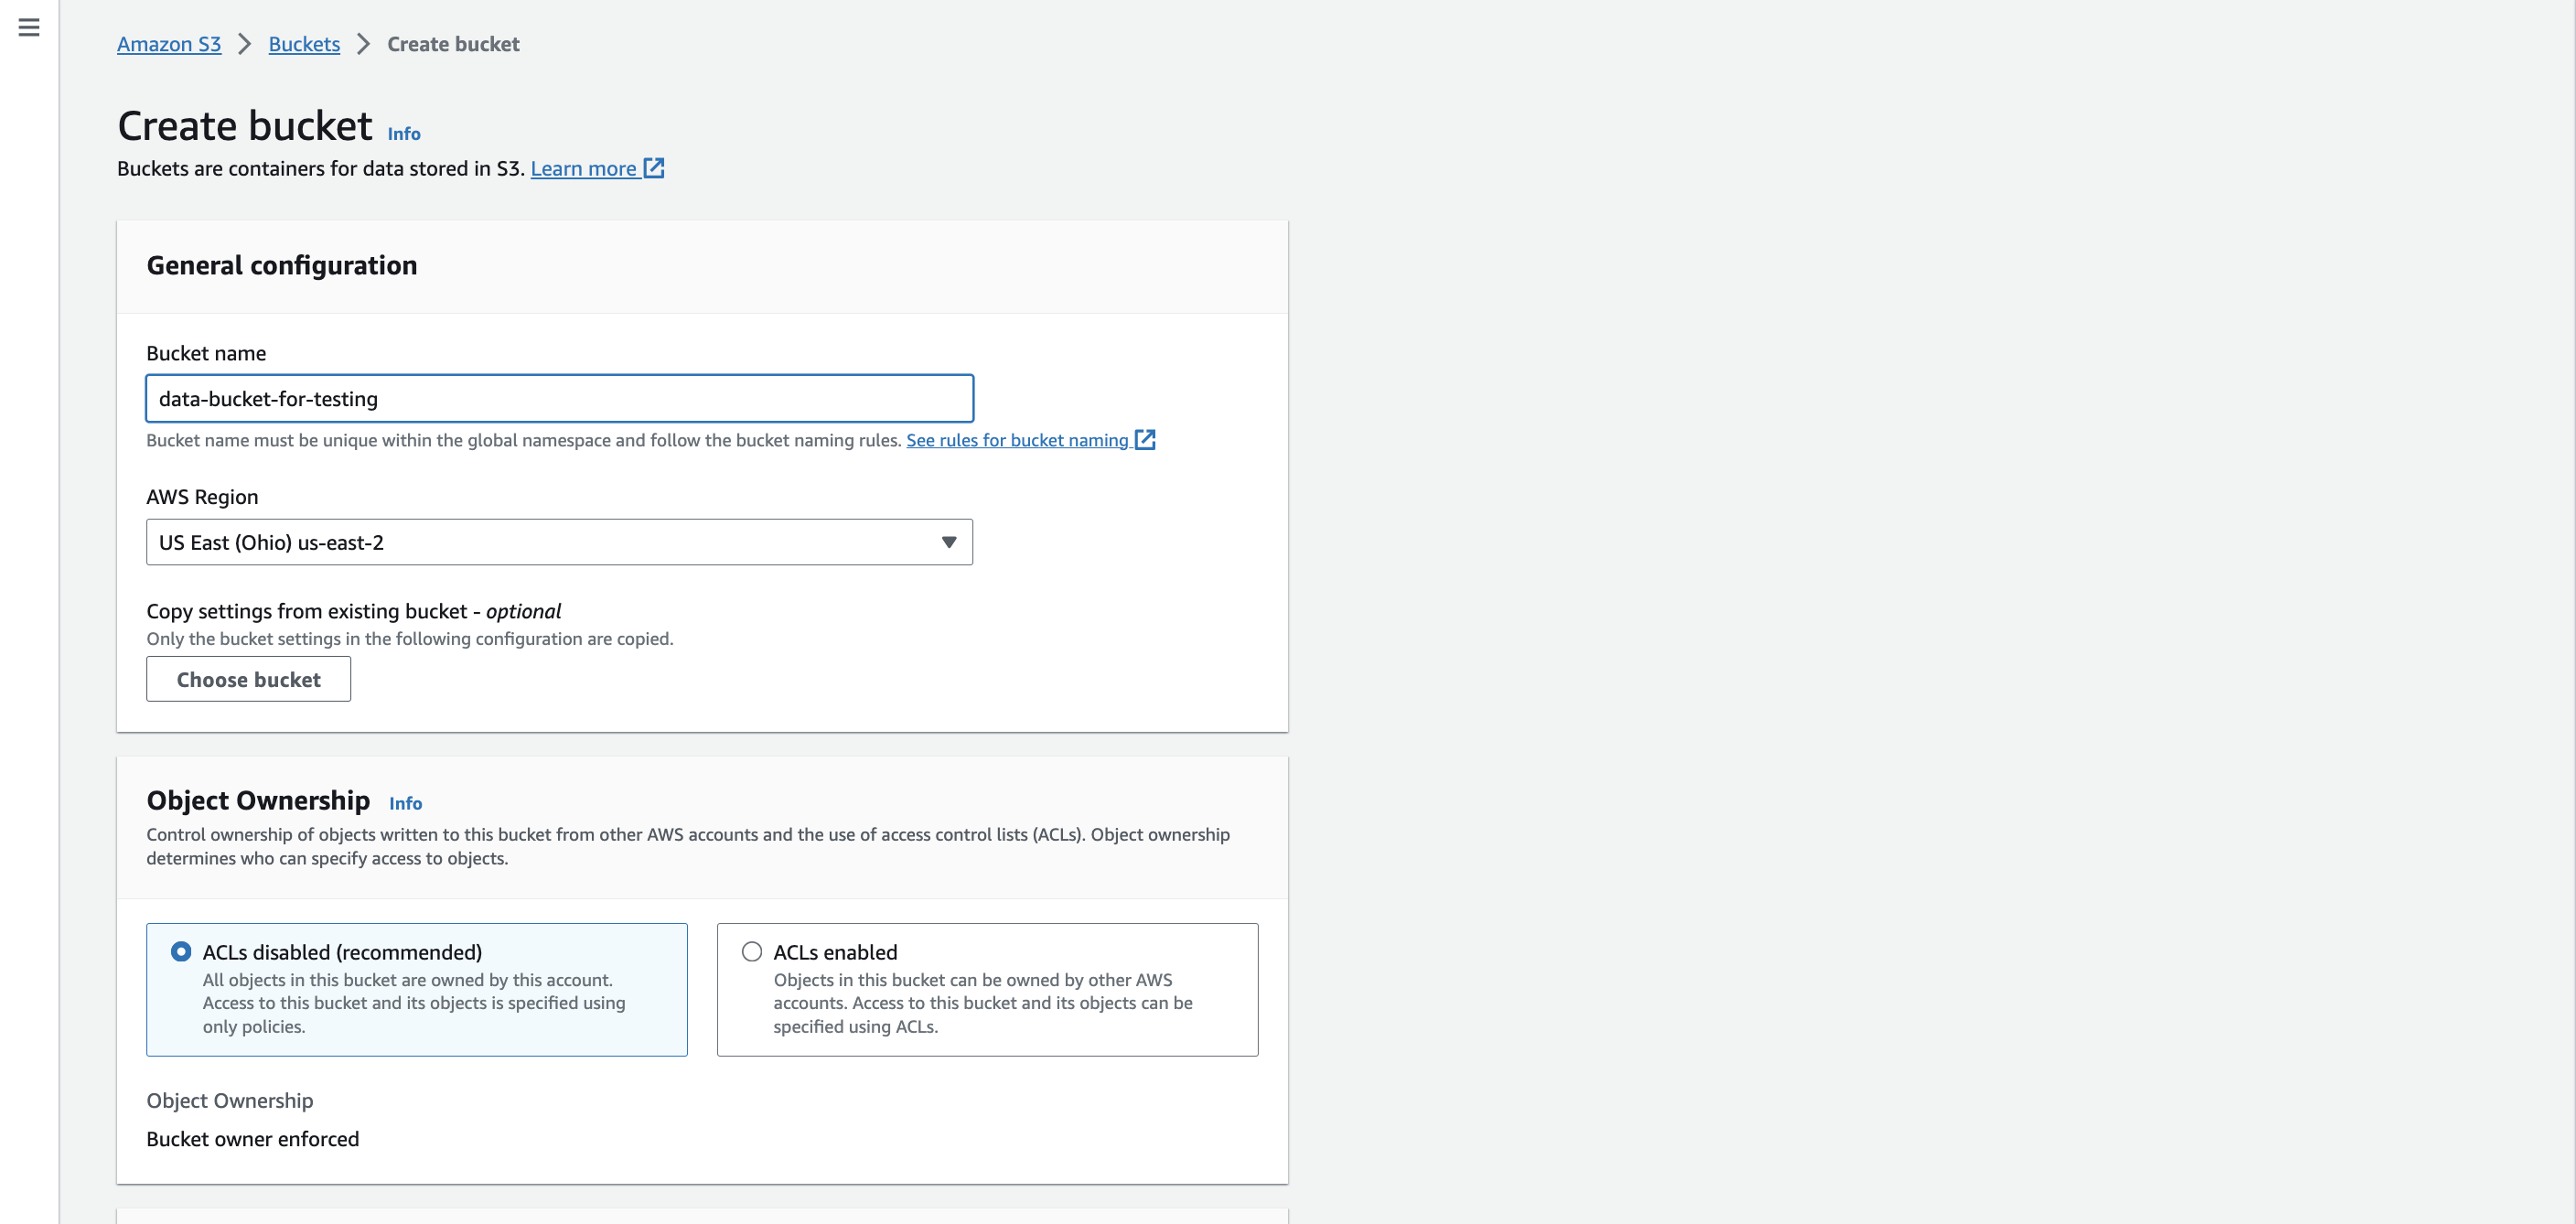 Amazon S3 > Buckets > Create bucket
Create bucket Info
Buckets are containers for data stored in S3. Learn more
General configuration
Bucket name
data-bucket-for-testing
Bucket name must be unique within the global namespace and follow the bucket naming rules. See rules for bucket naming
AWS Region
US East (Ohio) us-east-2
Copy settings from existing bucket - optional
Only the bucket settings in the following configuration are copied.
Choose bucket
Object Ownership Info
Control ownership of objects written to this bucket from other AWS accounts and the use of access control lists (ACLs). Object ownership
determines who can specify access to objects.
ACLs disabled (recommended)
All objects in this bucket are owned by this account.
Access to this bucket and its objects is specified using
only policies.
ACLs enabled
Objects in this bucket can be owned by other AWS
accounts. Access to this bucket and its objects can be
specified using ACLs.
Object Ownership
Bucket owner enforced